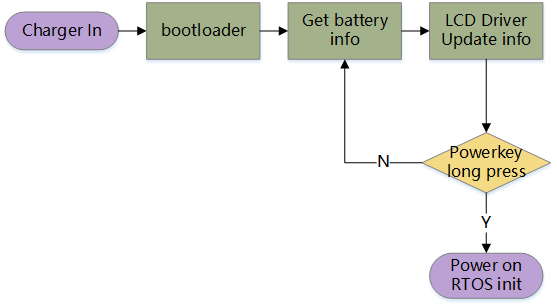 Charger In
bootloader
Get battery
info
LCD Driver
Update info
Powerkey
long press
N
Y
Power on
RTOS init